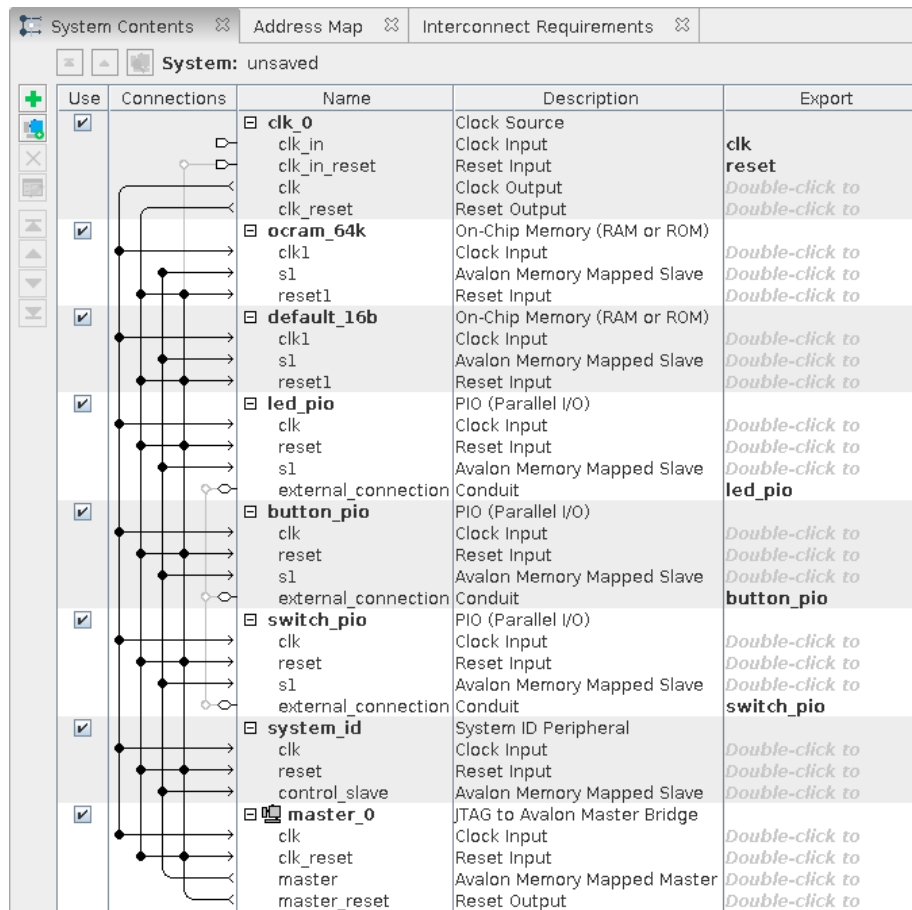 System Contents Address Map Interconnect Requirements
System: unsaved
Use Connections Name Description Export
clk_0 Clock Source
clk_in Clock Input clk
clk_in_reset Reset Input reset
clk Clock Output Double-click to
clk_reset Reset Output Double-click to
ocram_64k On-Chip Memory (RAM or ROM)
clk1 Clock Input Double-click to
s1 Avalon Memory Mapped Slave Double-click to
reset1 Reset Input Double-click to
default_16b On-Chip Memory (RAM or ROM)
clk1 Clock Input Double-click to
s1 Avalon Memory Mapped Slave Double-click to
reset1 Reset Input Double-click to
led_pio PIO (Parallel I/O)
clk Clock Input Double-click to
reset Reset Input Double-click to
s1 Avalon Memory Mapped Slave Double-click to
external_connection Conduit led_pio
button_pio PIO (Parallel I/O)
clk Clock Input Double-click to
reset Reset Input Double-click to
s1 Avalon Memory Mapped Slave Double-click to
external_connection Conduit button_pio
switch_pio PIO (Parallel I/O)
clk Clock Input Double-click to
reset Reset Input Double-click to
s1 Avalon Memory Mapped Slave Double-click to
external_connection Conduit switch_pio
system_id System ID Peripheral
clk Clock Input Double-click to
reset Reset Input Double-click to
control_slave Avalon Memory Mapped Slave Double-click to
master_0 JTAG to Avalon Master Bridge
clk Clock Input Double-click to
clk_reset Reset Input Double-click to
master Avalon Memory Mapped Master Double-click to
master_reset Reset Output Double-click to